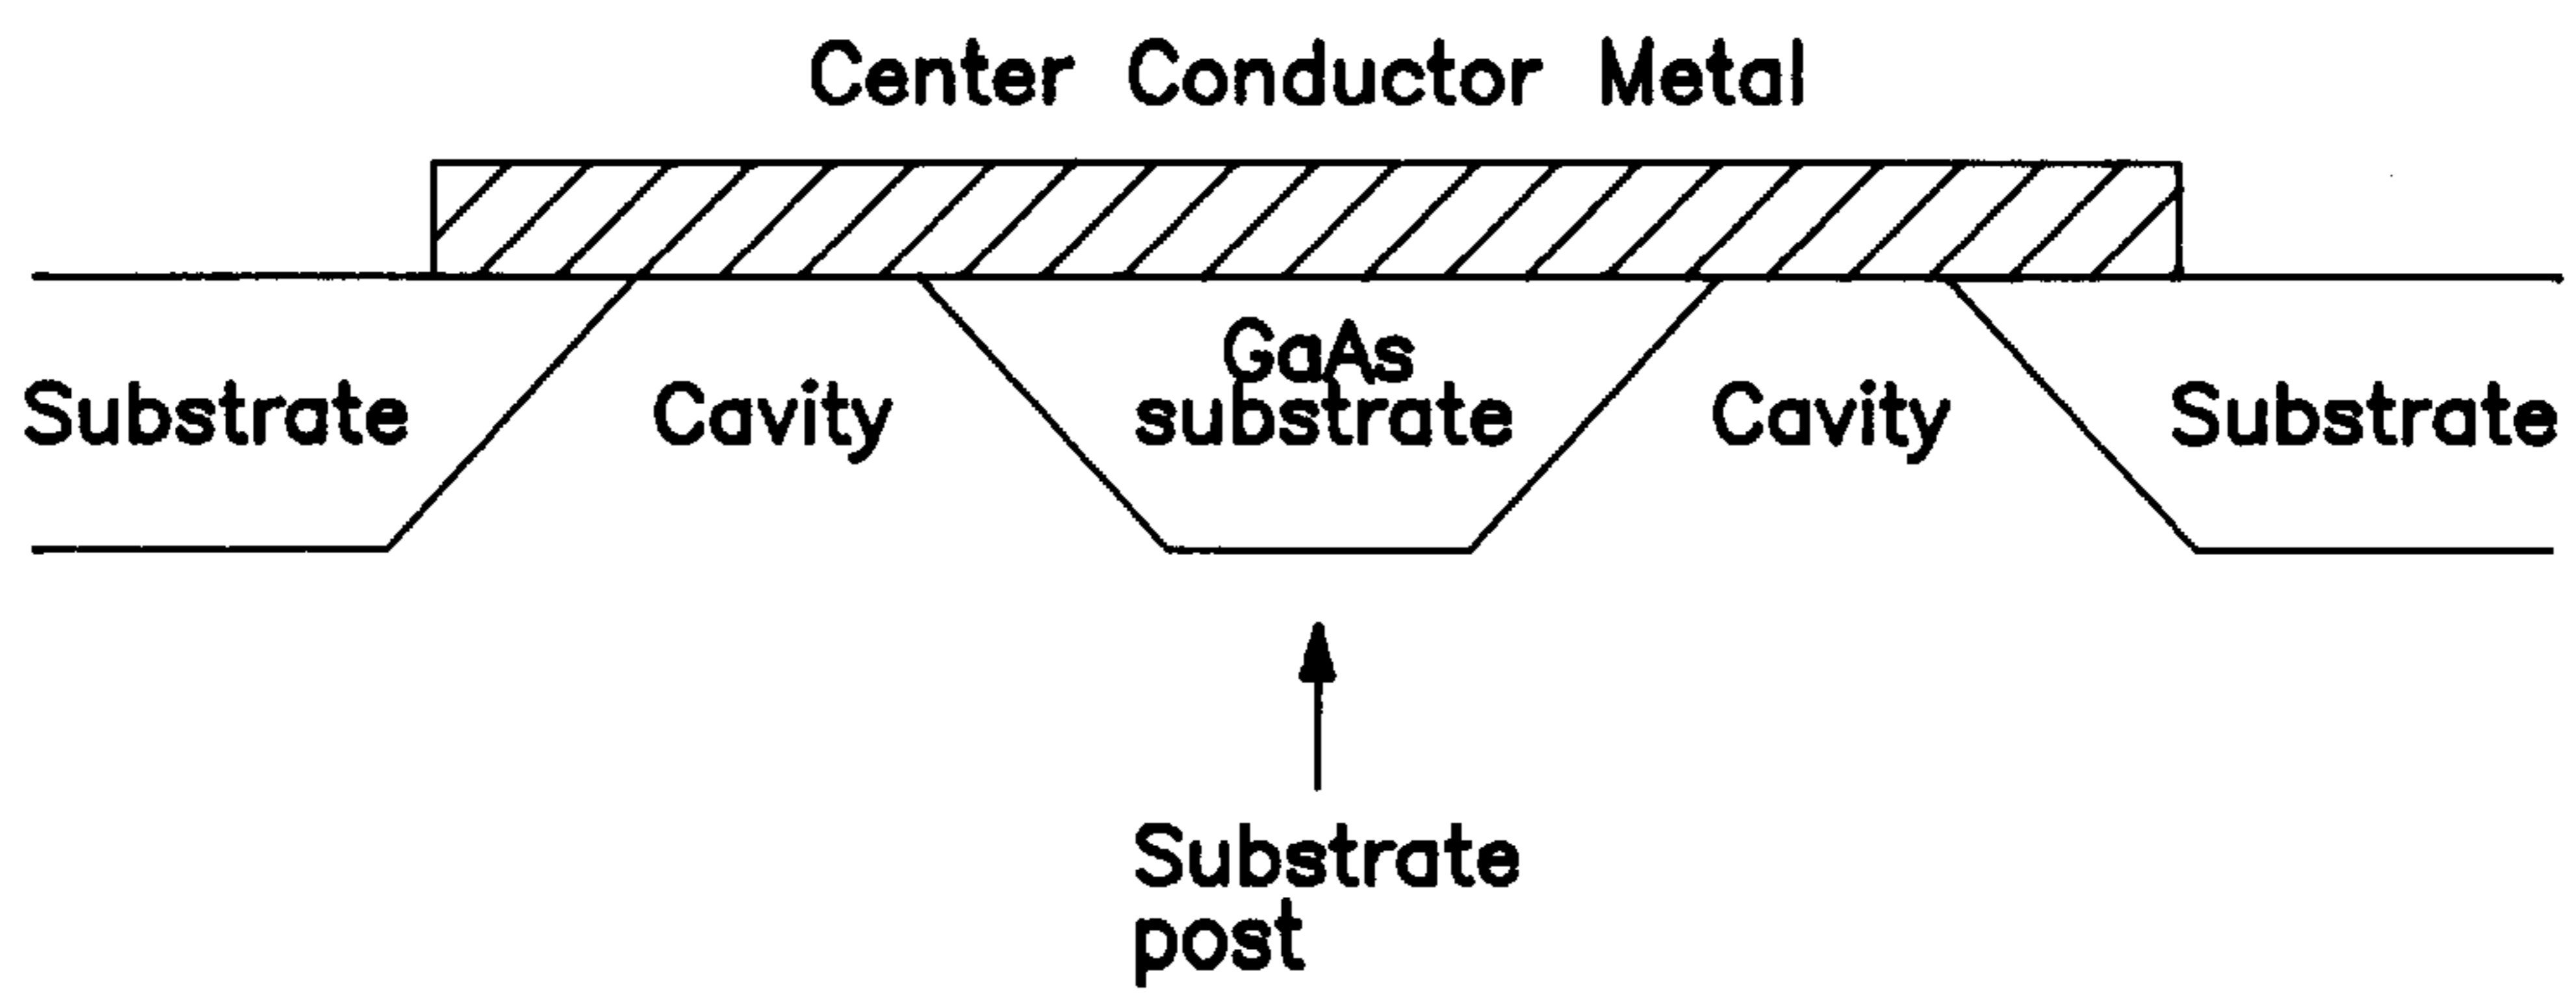 Center Conductor Metal
GaAs
substrate
Substrate
Cavity
Cavity
Substrate
Substrate
post